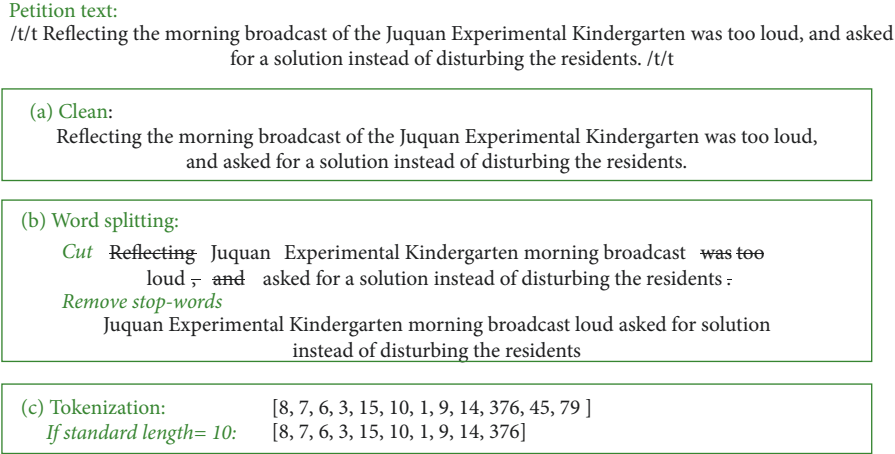 Petition text:
/t/t Reflecting the morning broadcast of the Juquan Experimental Kindergarten was too loud, and asked
for a solution instead of disturbing the residents. /t/t
(a) Clean:
Reflecting the morning broadcast of the Juquan Experimental Kindergarten was too loud,
and asked for a solution instead of disturbing the residents.
(b) Word splitting:
Cut Reflecting Juquan Experimental Kindergarten morning broadcast was too
loud , and asked for a solution instead of disturbing the residents .
Remove stop-words
Juquan Experimental Kindergarten morning broadcast loud asked for solution
instead of disturbing the residents
(c) Tokenization: [8, 7, 6, 3, 15, 10, 1, 9, 14, 376, 45, 79 ]
If standard length= 10: [8, 7, 6, 3, 15, 10, 1, 9, 14, 376]